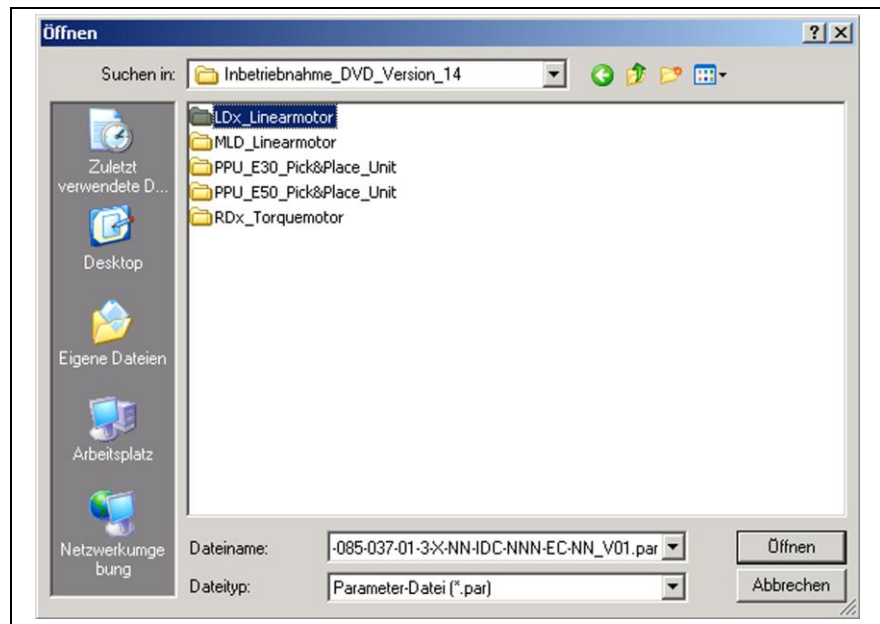 Öffnen
Suchen in:
Inbetriebnahme_DVD_Version_14
Zuletzt
verwendete D...
Desktop
Eigene Dateien
Arbeitsplatz
Netzwerkumge
bung
LDx_Linearmotor
MLD_Linearmotor
PPU_E30_Pick&Place_Unit
PPU_E50_Pick&Place_Unit
RDx_Torquemotor
Dateiname:
-085-037-01-3-X-NN-IDC-NNN-EC-NN_V01.par
Öffnen
Dateityp:
Parameter-Datei (*.par)
Abbrechen